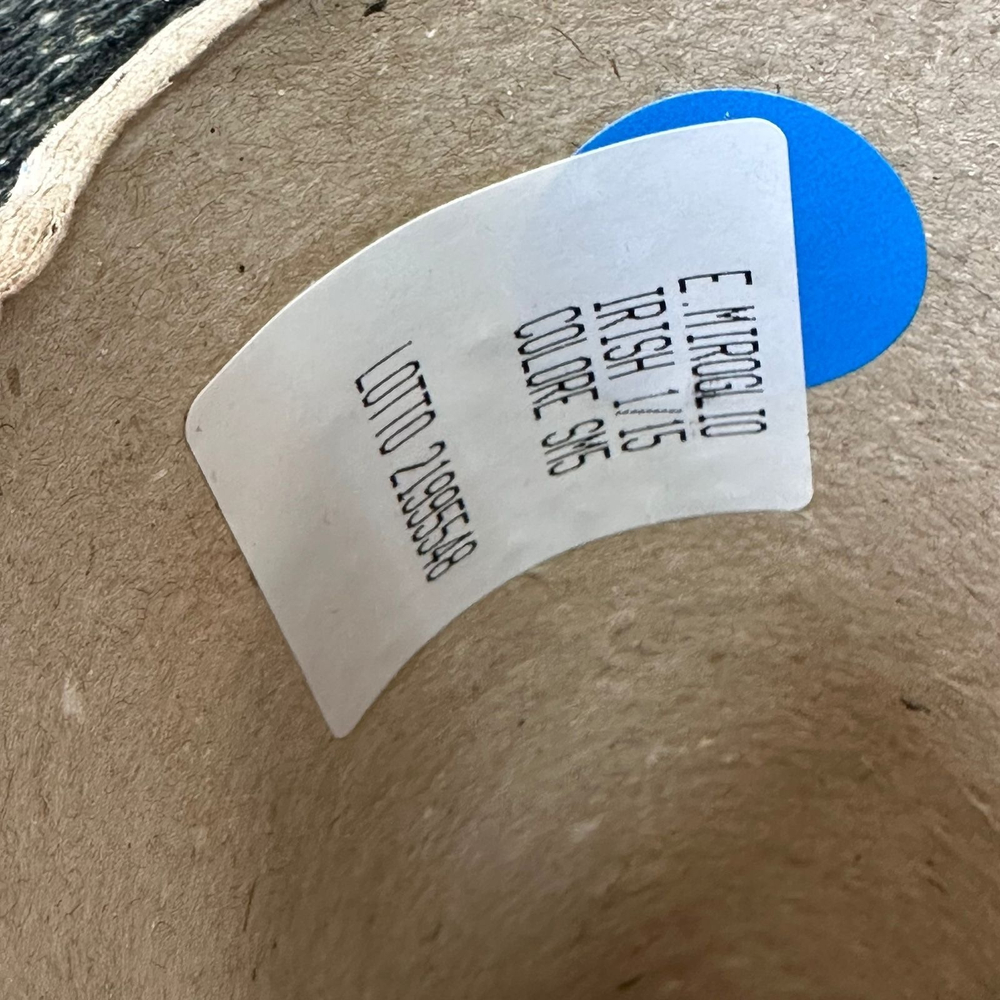 E.MIROGLIO
IRISH 1/15
COLORE SM5
LOTTO 21995548